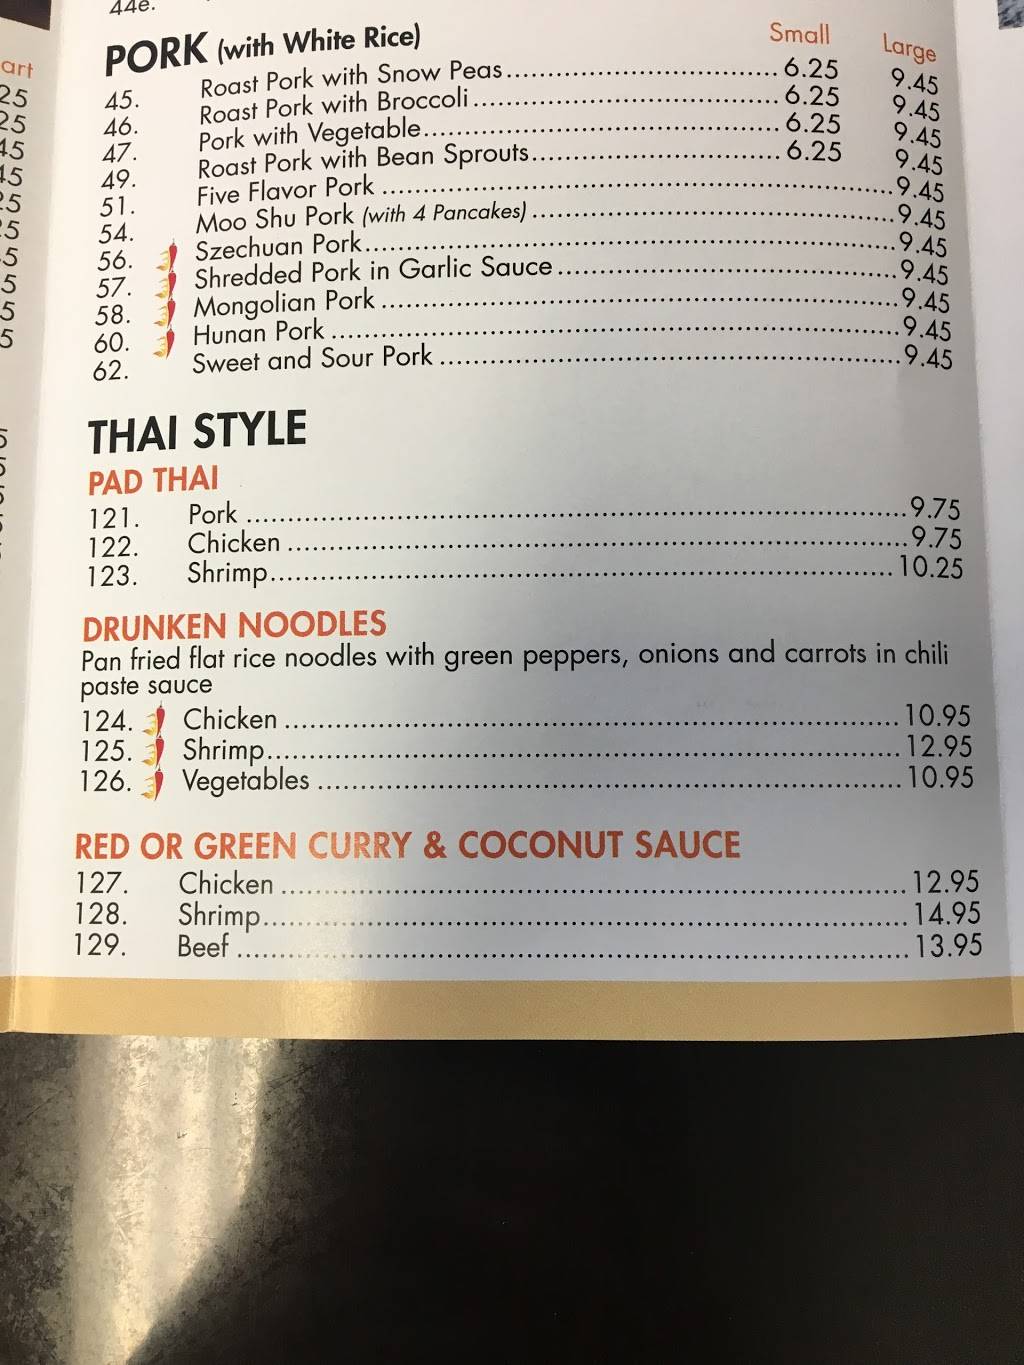 44e.
PORK (with White Rice) Small Large
45. Roast Pork with Snow Peas 6.25 9.45
46. Roast Pork with Broccoli 6.25 9.45
47. Pork with Vegetable 6.25 9.45
49. Roast Pork with Bean Sprouts 6.25 9.45
51. Five Flavor Pork 9.45
54. Moo Shu Pork (with 4 Pancakes) 9.45
56. Szechuan Pork 9.45
57. Shredded Pork in Garlic Sauce 9.45
58. Mongolian Pork 9.45
60. Hunan Pork 9.45
62. Sweet and Sour Pork 9.45
THAI STYLE
PAD THAI
121. Pork 9.75
122. Chicken 9.75
123. Shrimp 10.25
DRUNKEN NOODLES
Pan fried flat rice noodles with green peppers, onions and carrots in chili
paste sauce
124. Chicken 10.95
125. Shrimp 12.95
126. Vegetables 10.95
RED OR GREEN CURRY & COCONUT SAUCE
127. Chicken 12.95
128. Shrimp 14.95
129. Beef 13.95